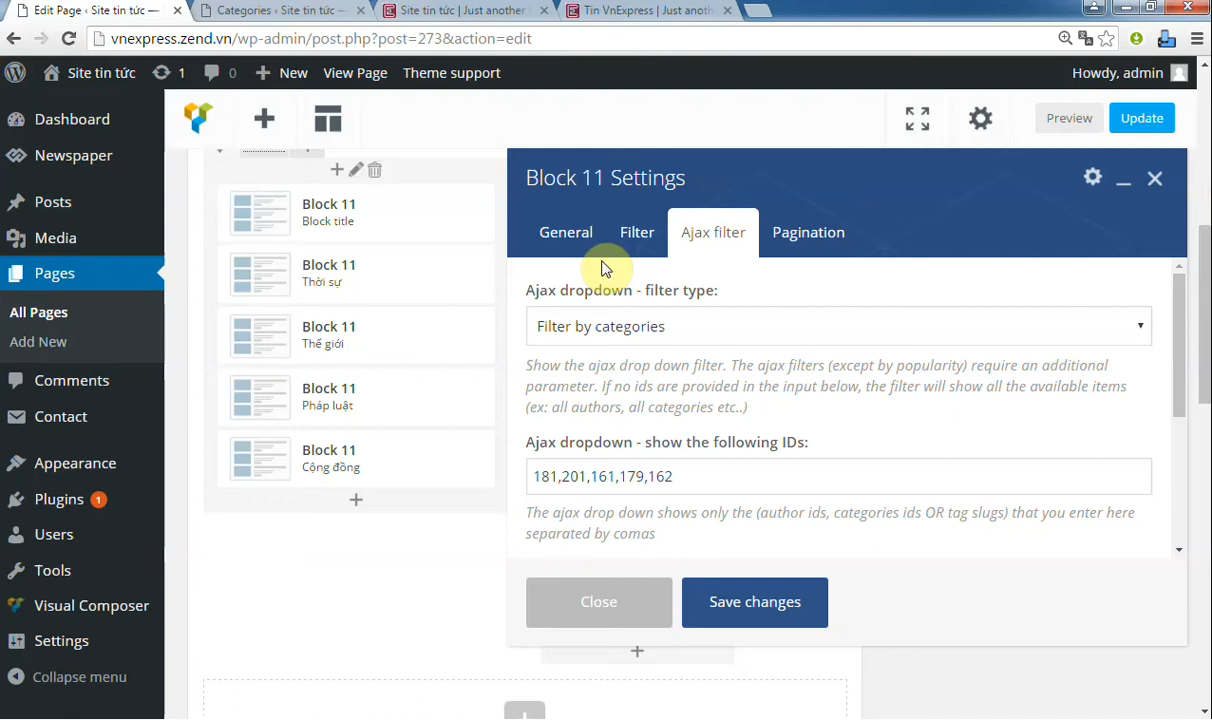 Edit Page ‹ Site tin tức —
Categories ‹ Site tin tức —
Site tin tức | Just another
Tin VnExpress | Just anoth
vnexpress.zend.vn/wp-admin/post.php?post=273&action=edit
Site tin tức
1
0
New
View Page
Theme support
Howdy, admin
Dashboard
Newspaper
Posts
Media
Pages
All Pages
Add New
Comments
Contact
Appearance
Plugins 1
Users
Tools
Visual Composer
Settings
Collapse menu
Preview
Update
Block 11
Block title
Block 11
Thời sự
Block 11
Thế giới
Block 11
Pháp luật
Block 11
Cộng đồng
Block 11 Settings
General
Filter
Ajax filter
Pagination
Ajax dropdown - filter type:
Filter by categories
Show the ajax drop down filter. The ajax filters (except by popularity) require an additional
parameter. If no ids are provided in the input below, the filter will show all the available items
(ex: all authors, all categories etc..)
Ajax dropdown - show the following IDs:
181,201,161,179,162
The ajax drop down shows only the (author ids, categories ids OR tag slugs) that you enter here
separated by comas
Close
Save changes